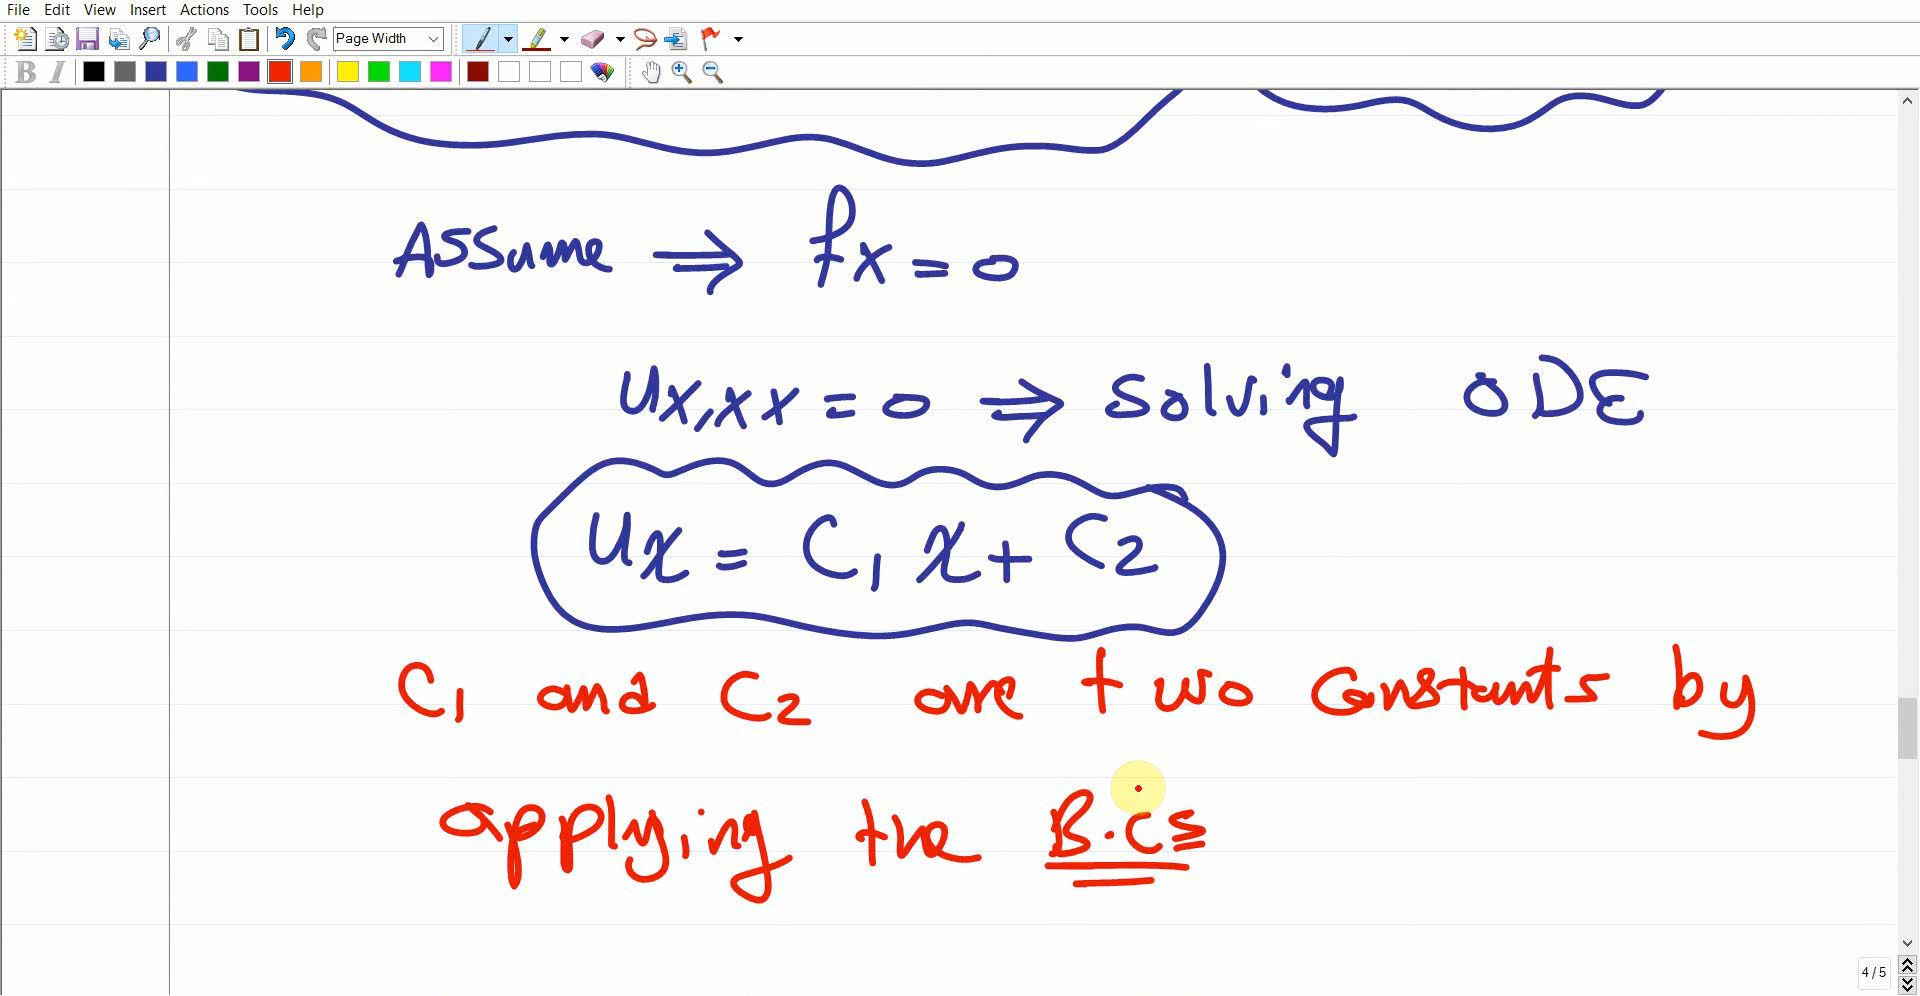 File Edit View Insert Actions Tools Help
Page Width
B I
Assume ⇒ fx = 0
ux,xx = 0 ⇒ Solving ODE
ux = C1 x + C2
C1 and C2 are two Constants by
applying the B.Cs
4 / 5